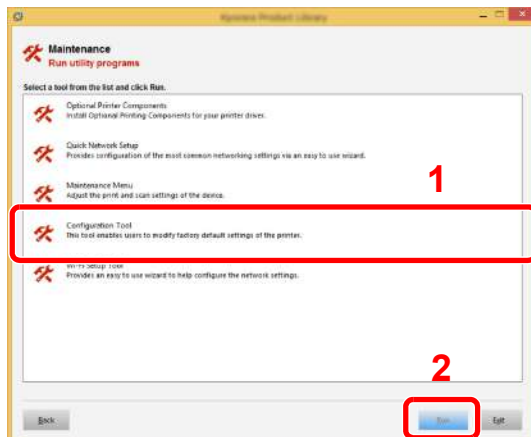 Kyocera Product Library
Maintenance
Run utility programs
Select a tool from the list and click Run.
Optional Printer Components
Install Optional Printing Components for your printer driver.
Quick Network Setup
Provides configuration of the most common networking settings via an easy to use wizard.
Maintenance Menu
Adjust the print and scan settings of the device.
1
Configuration Tool
This tool enables users to modify factory default settings of the printer.
Wi-Fi Setup Tool
Provides an easy to use wizard to help configure the network settings.
2
Back
Run
Exit